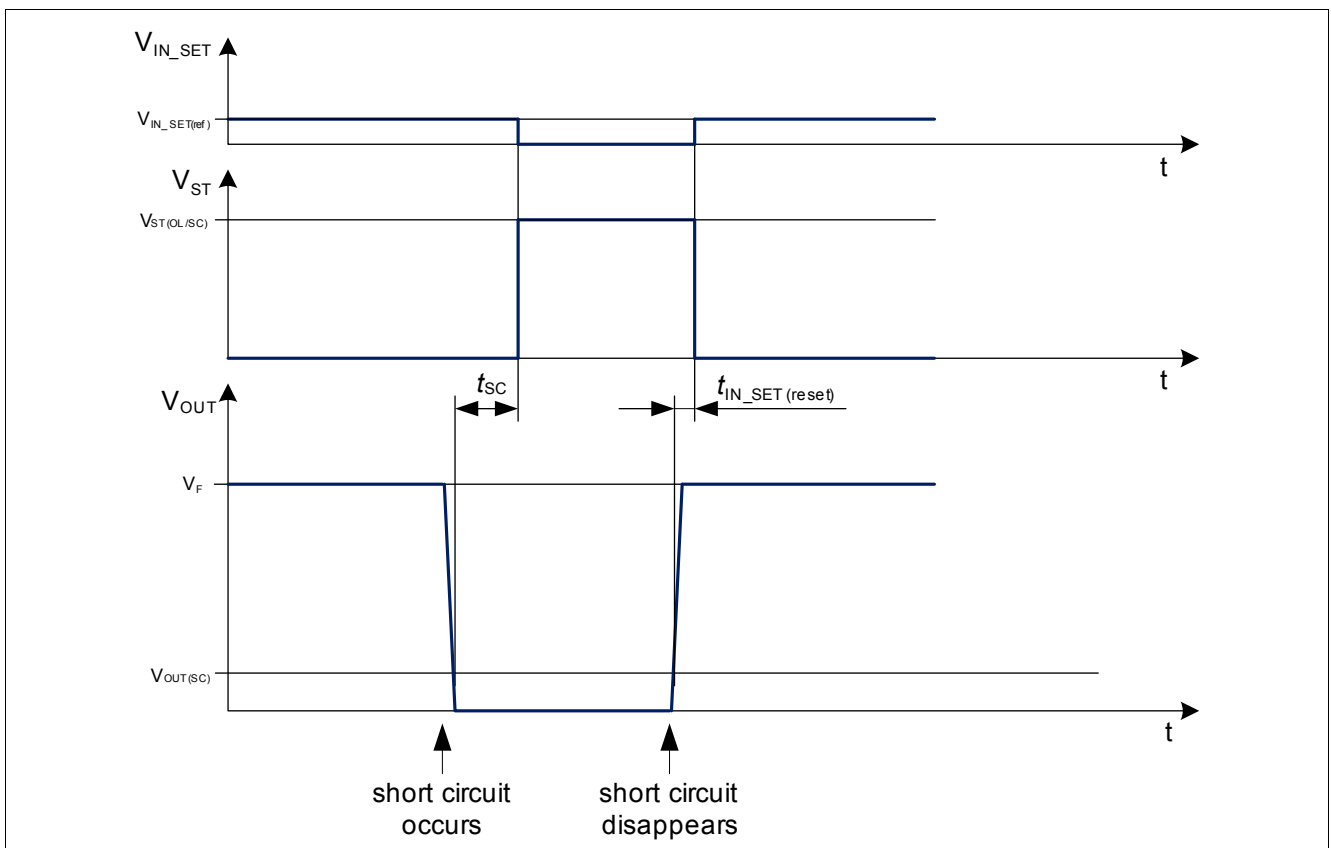 V_IN_SET
V_IN_SET(ref)
t
V_ST
V_ST(OL/SC)
t
t_SC
t_IN_SET(reset)
V_OUT
V_F
V_OUT(SC)
t
short circuit
occurs
short circuit
disappears